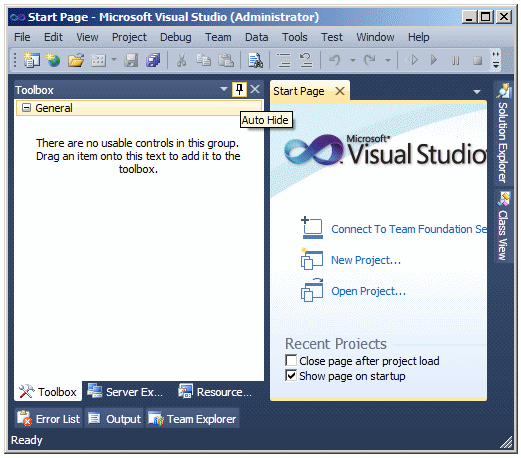 Start Page - Microsoft Visual Studio (Administrator)
File Edit View Project Debug Team Data Tools Test Window Help
Toolbox
General
Auto Hide
There are no usable controls in this group.
Drag an item onto this text to add it to the
toolbox.
Start Page
Microsoft®
Visual Studio
Connect To Team Foundation Se
New Project...
Open Project...
Recent Projects
Close page after project load
Show page on startup
Solution Explorer
Class View
Toolbox Server Ex... Resource...
Error List Output Team Explorer
Ready